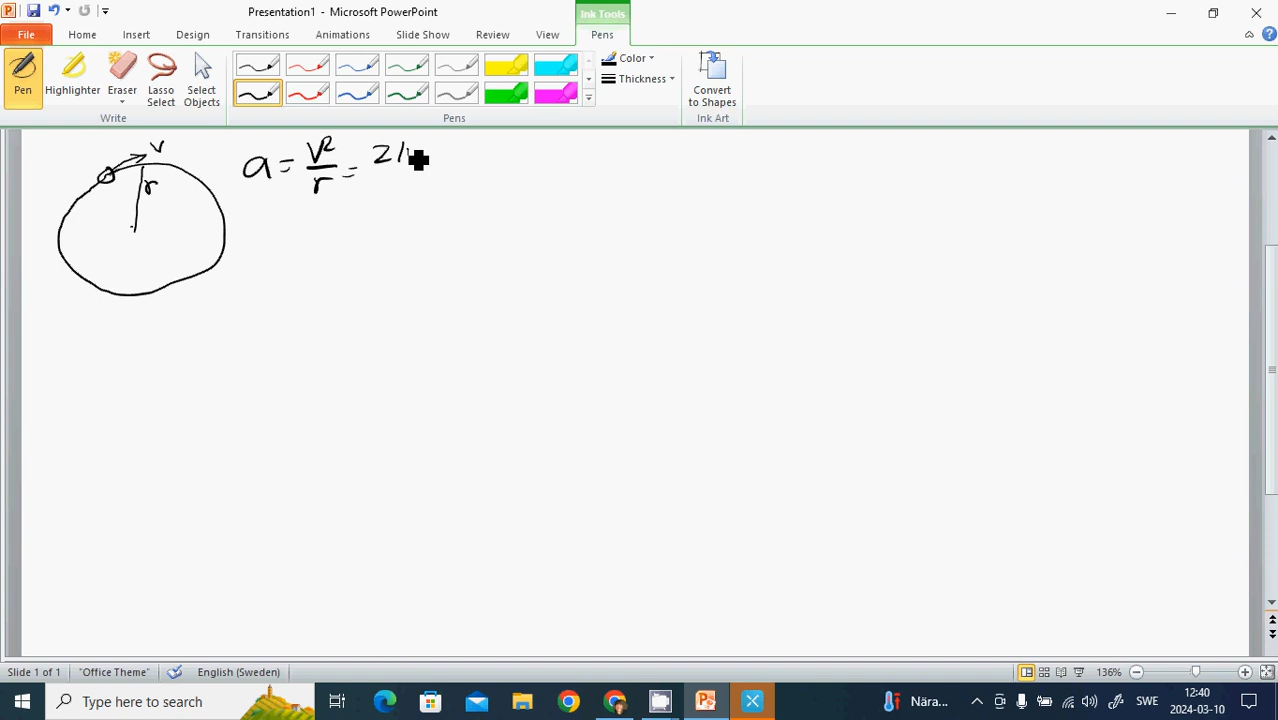 Presentation1 - Microsoft PowerPoint
Ink Tools
File Home Insert Design Transitions Animations Slide Show Review View Pens
Pen Highlighter Eraser Lasso Select Select Objects
Color
Thickness
Convert to Shapes
Write Pens Ink Art
v
r
a = v² / r =
Slide 1 of 1 "Office Theme" English (Sweden) 136%
Type here to search
Nära... SWE 12:40
2024-03-10